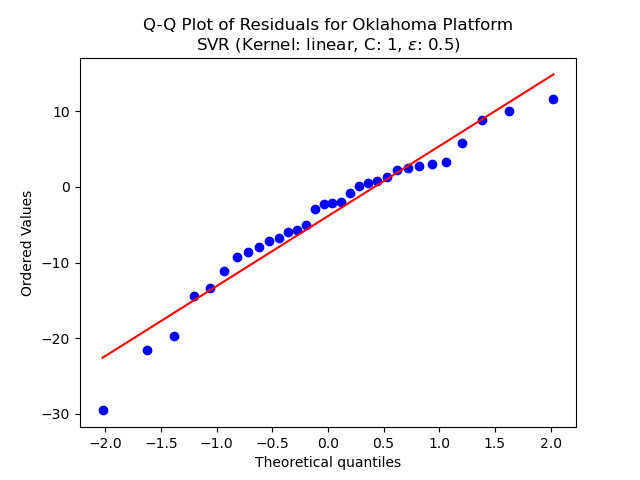 Q-Q Plot of Residuals for Oklahoma Platform
SVR (Kernel: linear, C: 1, ε: 0.5)
Ordered Values
10
0
−10
−20
−30
−2.0 −1.5 −1.0 −0.5 0.0 0.5 1.0 1.5 2.0
Theoretical quantiles